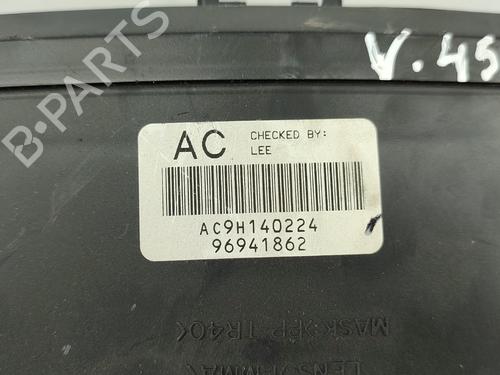 B-PARTS
V.45
AC
CHECKED BY:
LEE
AC9H140224
96941862